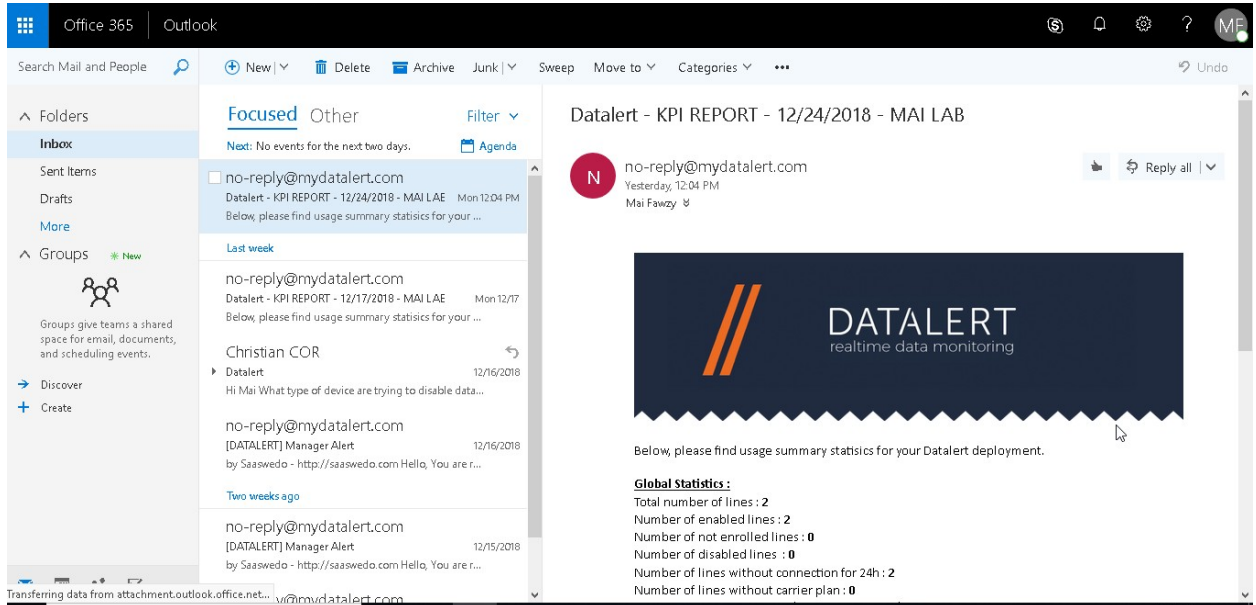 Office 365
Outlook
MF
Search Mail and People
New
Delete
Archive
Junk
Sweep
Move to
Categories
Undo
Folders
Inbox
Sent Items
Drafts
More
Groups
New
Groups give teams a shared
space for email, documents,
and scheduling events.
Discover
Create
Transferring data from attachment.outlook.office.net...
Focused
Other
Filter
Next: No events for the next two days.
Agenda
no-reply@mydatalert.com
Datalert - KPI REPORT - 12/24/2018 - MAI LAE
Mon 12:04 PM
Below, please find usage summary statisics for your ...
Last week
no-reply@mydatalert.com
Datalert - KPI REPORT - 12/17/2018 - MAI LAE
Mon 12/17
Below, please find usage summary statisics for your ...
Christian COR
Datalert
12/16/2018
Hi Mai What type of device are trying to disable data...
no-reply@mydatalert.com
[DATALERT] Manager Alert
12/16/2018
by Saaswedo - http://saaswedo.com Hello, You are r...
Two weeks ago
no-reply@mydatalert.com
[DATALERT] Manager Alert
12/15/2018
by Saaswedo - http://saaswedo.com Hello, You are r...
Datalert - KPI REPORT - 12/24/2018 - MAI LAB
N
no-reply@mydatalert.com
Yesterday, 12:04 PM
Mai Fawzy
Reply all
DATALERT
realtime data monitoring
Below, please find usage summary statisics for your Datalert deployment.
Global Statistics :
Total number of lines : 2
Number of enabled lines : 2
Number of not enrolled lines : 0
Number of disabled lines : 0
Number of lines without connection for 24h : 2
Number of lines without carrier plan : 0